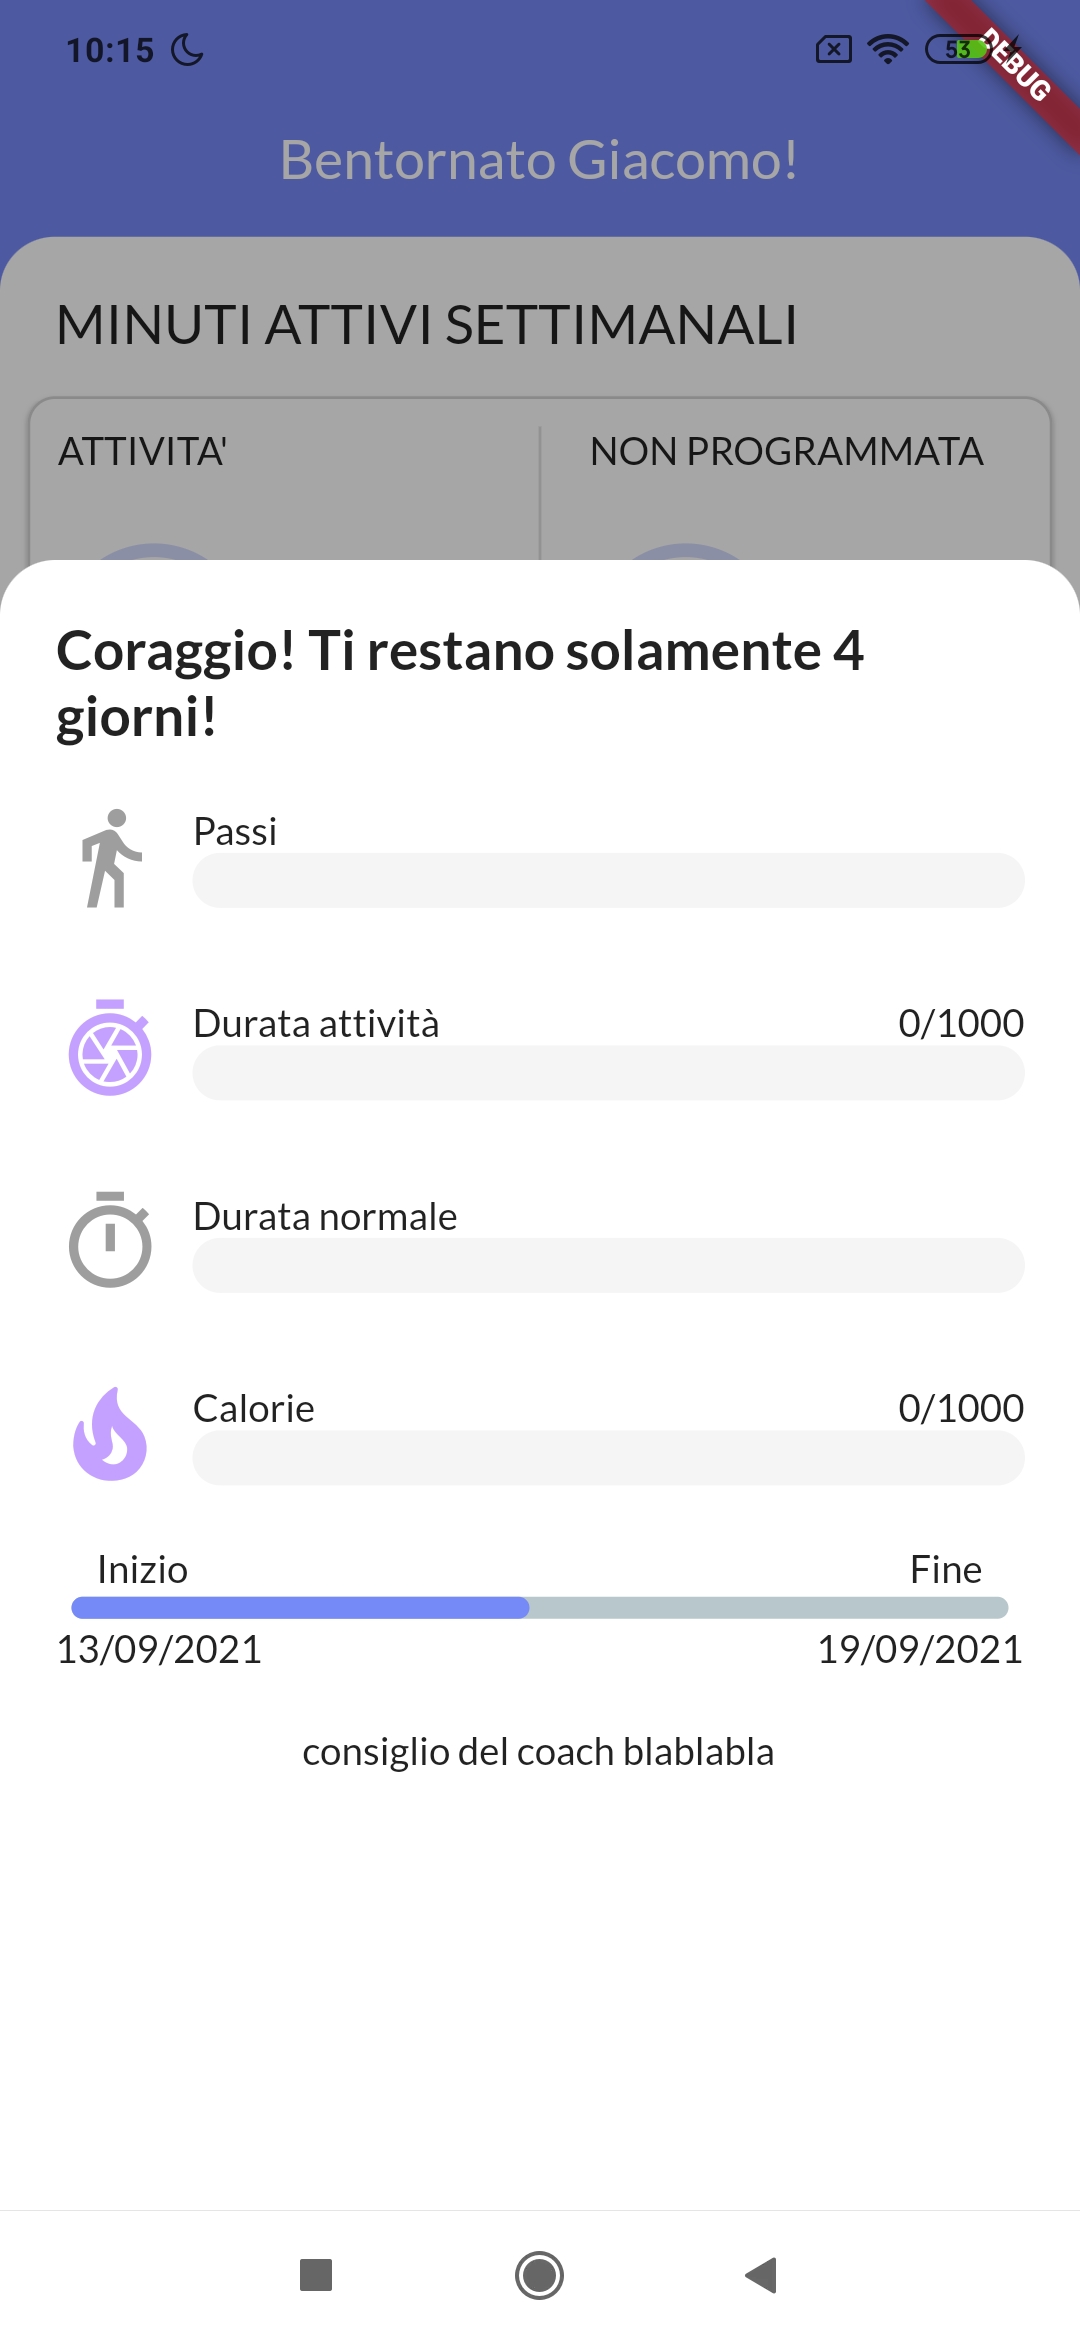 10:15
53
DEBUG
Bentornato Giacomo!
MINUTI ATTIVI SETTIMANALI
ATTIVITA'
NON PROGRAMMATA
Coraggio! Ti restano solamente 4
giorni!
Passi
Durata attività
0/1000
Durata normale
Calorie
0/1000
Inizio
Fine
13/09/2021
19/09/2021
consiglio del coach blablabla